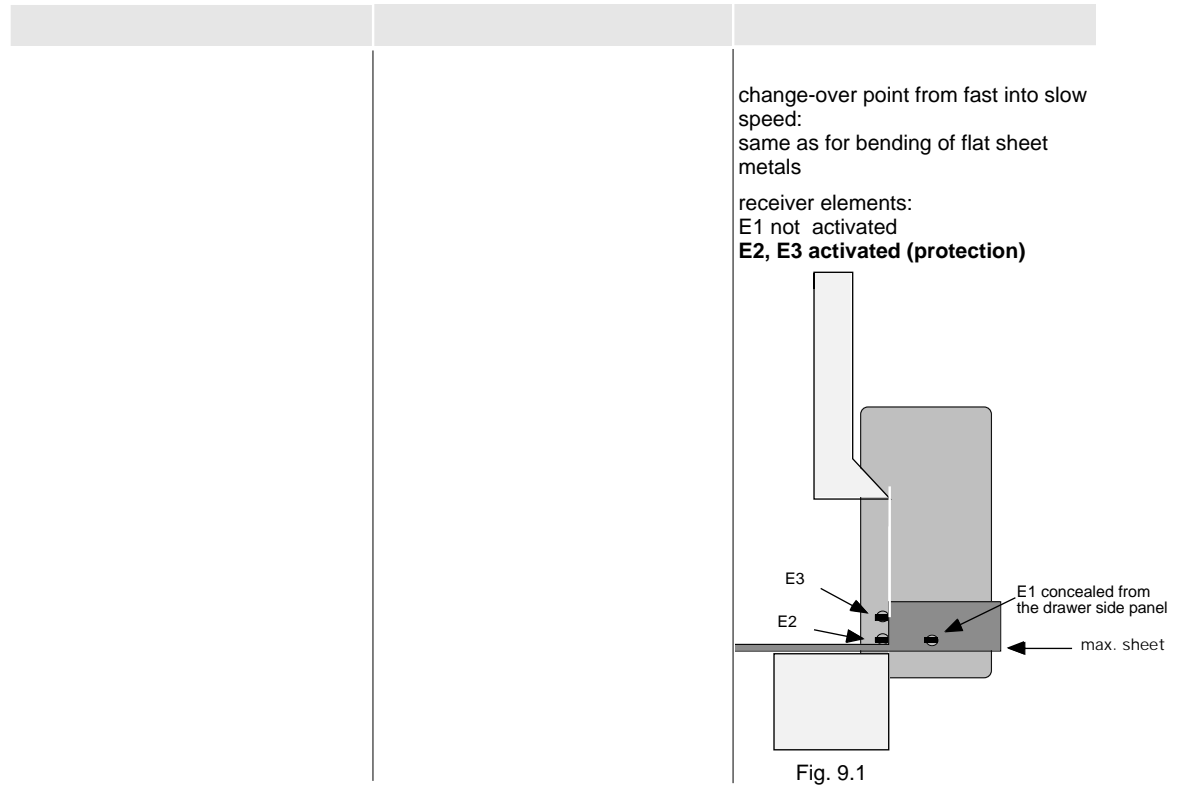 change-over point from fast into slow
speed:
same as for bending of flat sheet
metals
receiver elements:
E1 not  activated
E2, E3 activated (protection)
E3
E2
E1 concealed from
the drawer side panel
max. sheet
Fig. 9.1